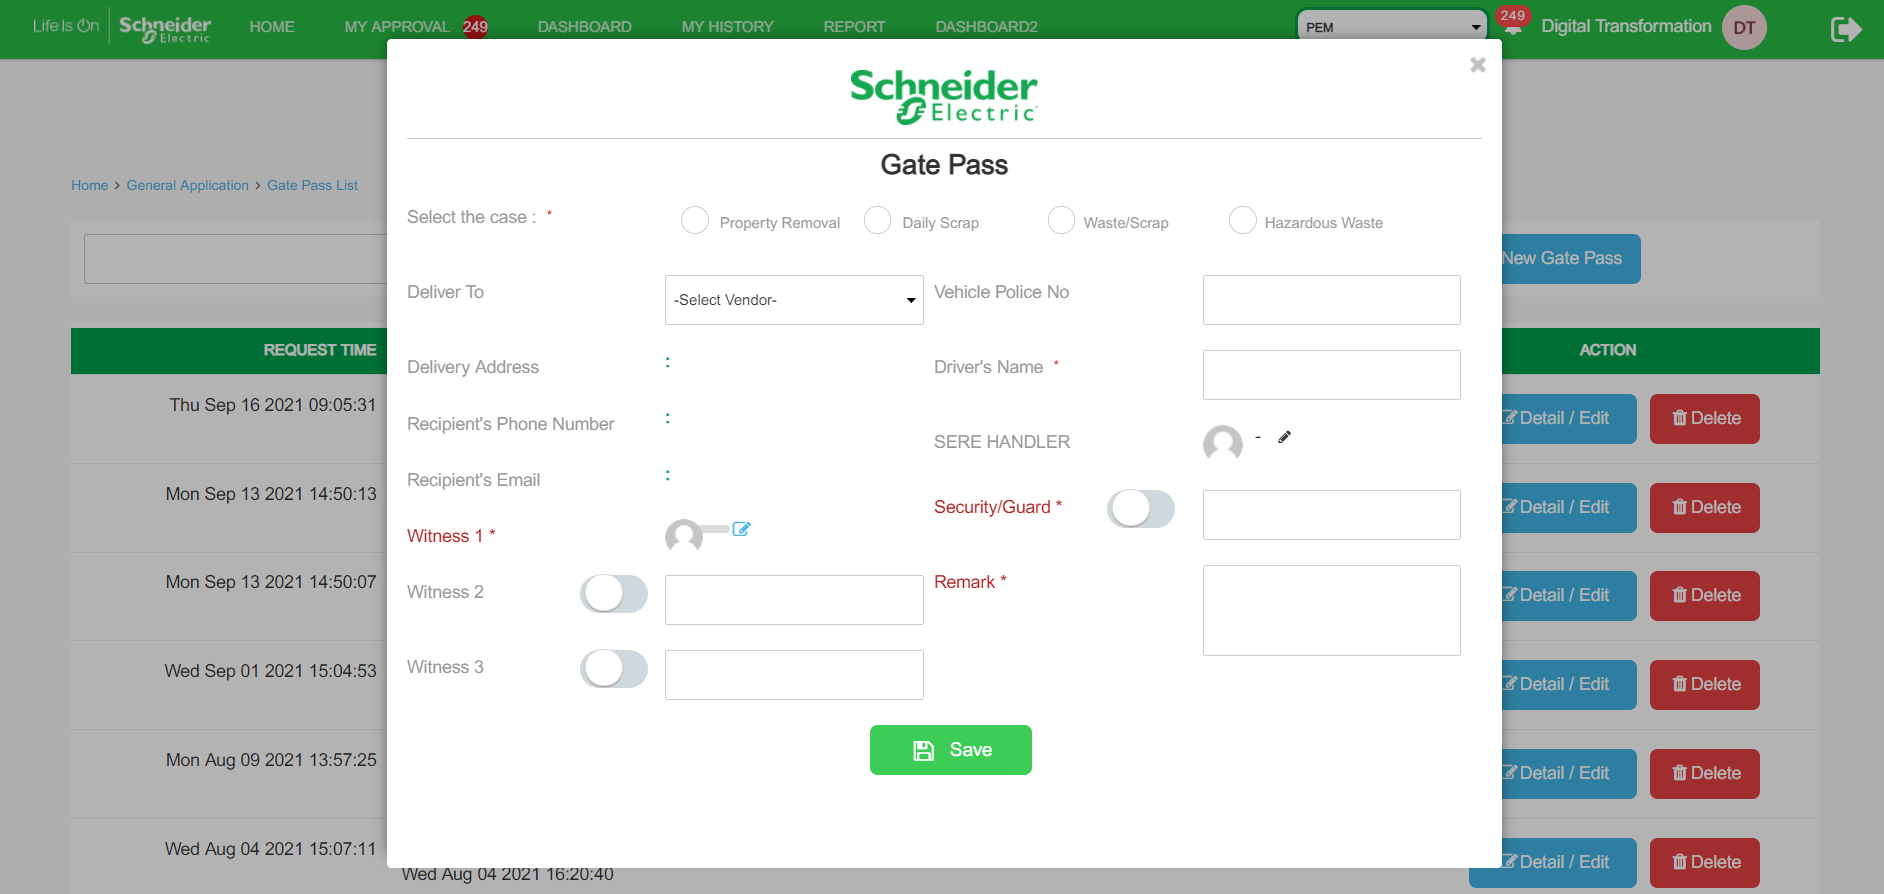 Life Is On Schneider Electric HOME MY APPROVAL 249 DASHBOARD MY HISTORY REPORT DASHBOARD2 PEM 249 Digital Transformation DT
Schneider
Electric
Gate Pass
Home > General Application > Gate Pass List
Select the case : * Property Removal Daily Scrap Waste/Scrap Hazardous Waste
New Gate Pass
Deliver To -Select Vendor- Vehicle Police No
REQUEST TIME ACTION
Delivery Address : Driver's Name *
Thu Sep 16 2021 09:05:31 Detail / Edit Delete
Recipient's Phone Number : SERE HANDLER -
Recipient's Email :
Mon Sep 13 2021 14:50:13 Security/Guard * Detail / Edit Delete
Witness 1 *
Mon Sep 13 2021 14:50:07 Witness 2 Remark * Detail / Edit Delete
Wed Sep 01 2021 15:04:53 Witness 3 Detail / Edit Delete
Save
Mon Aug 09 2021 13:57:25 Detail / Edit Delete
Wed Aug 04 2021 15:07:11 Detail / Edit Delete
Wed Aug 04 2021 16:20:40